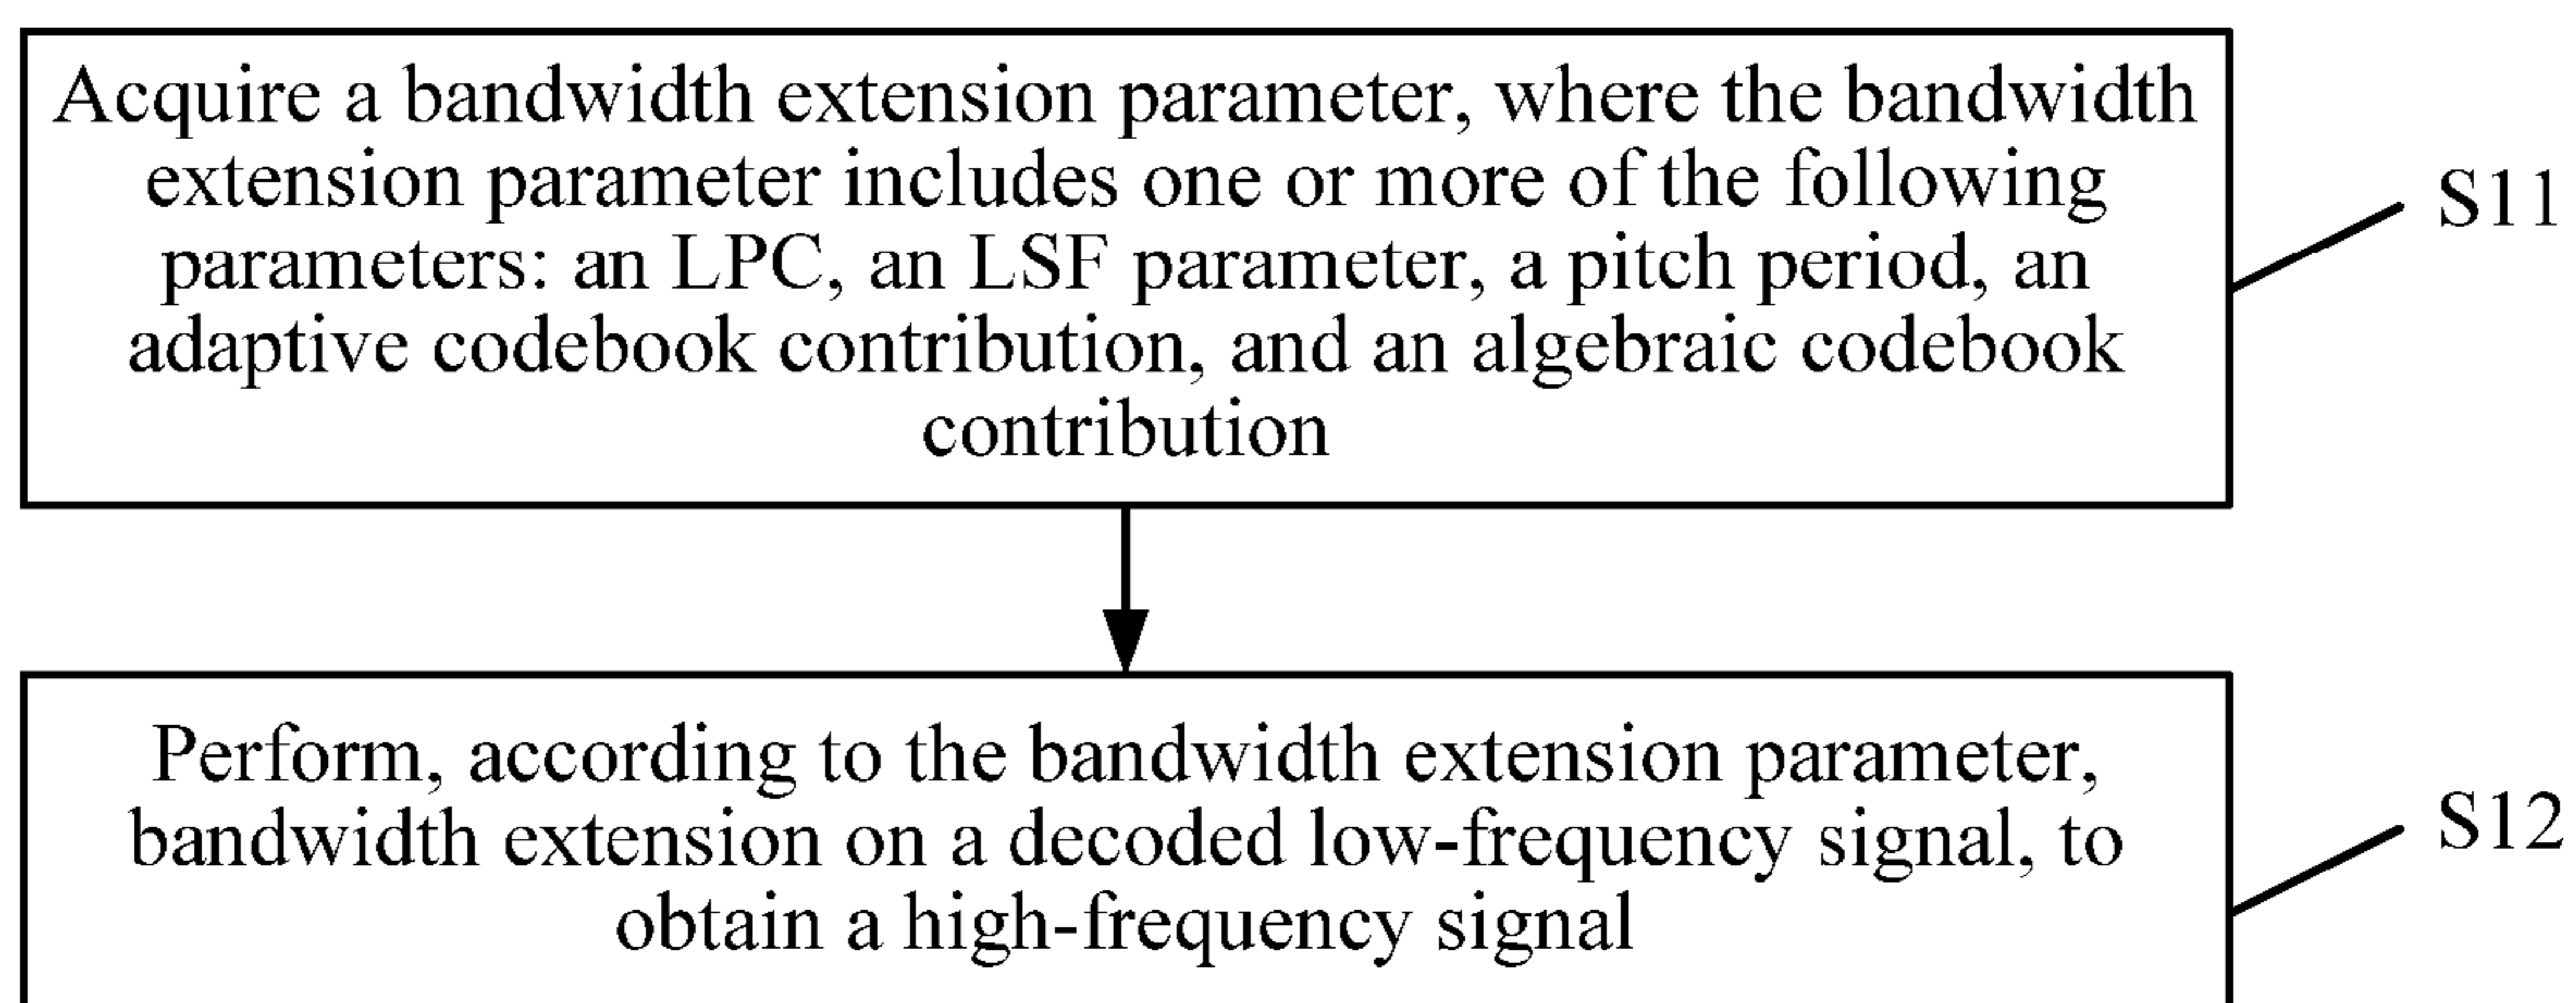 Acquire a bandwidth extension parameter, where the bandwidth
extension parameter includes one or more of the following
parameters: an LPC, an LSF parameter, a pitch period, an
adaptive codebook contribution, and an algebraic codebook
contribution
S11
Perform, according to the bandwidth extension parameter,
bandwidth extension on a decoded low-frequency signal, to
obtain a high-frequency signal
S12